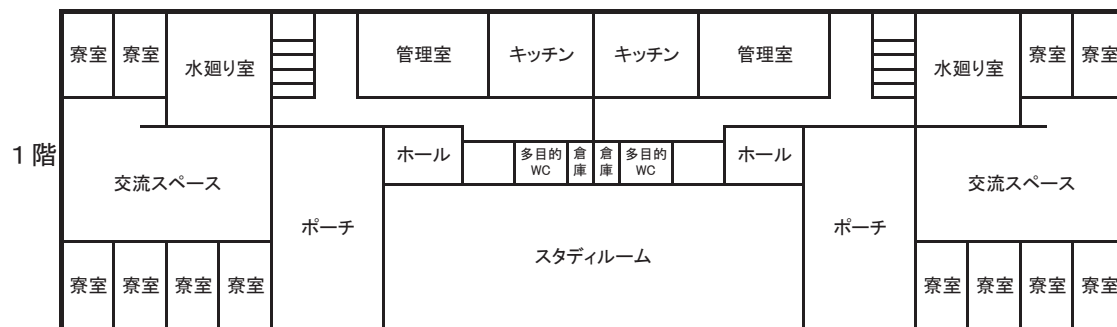 寮室 寮室 水廻り室 管理室 キッチン キッチン 管理室 水廻り室 寮室 寮室
1階
ホール 多目的WC 倉庫 倉庫 多目的WC ホール
交流スペース 交流スペース
ポーチ ポーチ
スタディルーム
寮室 寮室 寮室 寮室 寮室 寮室 寮室 寮室